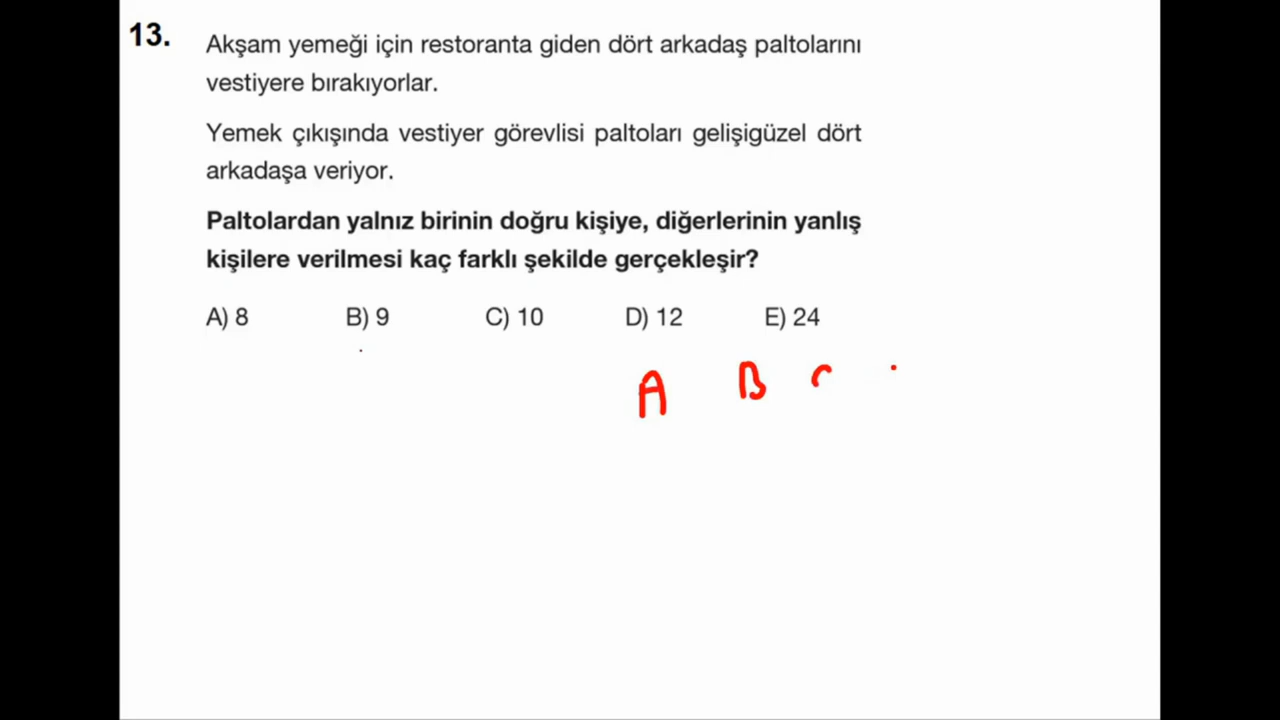 13.
Akşam yemeği için restoranta giden dört arkadaş paltolarını
vestiyere bırakıyorlar.
Yemek çıkışında vestiyer görevlisi paltoları gelişigüzel dört
arkadaşa veriyor.
Paltolardan yalnız birinin doğru kişiye, diğerlerinin yanlış
kişilere verilmesi kaç farklı şekilde gerçekleşir?
A) 8 B) 9 C) 10 D) 12 E) 24
A B